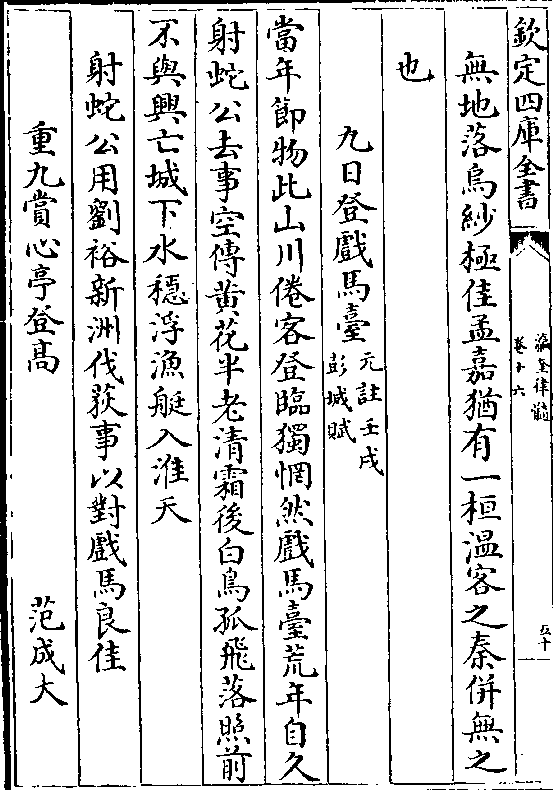 欽定四庫全書
瀛奎律髓
卷十六
五十
無地落烏紗極佳孟嘉猶有一桓温客之秦併無之
也
九日登戲馬臺
元註壬戌
彭城賦
當年節物此山川倦客登臨獨惘然戲馬臺荒年自久
射蛇公去事空傳黃花半老清霜後白鳥孤飛落照前
不與興亡城下水穩浮漁艇入淮天
射蛇公用劉裕新洲伐荻事以對戲馬良佳
重九賞心亭登高
范成大